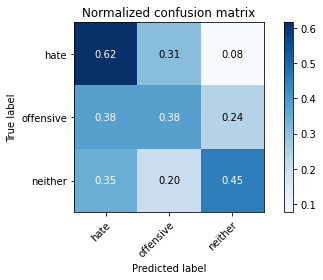 Normalized confusion matrix
True label
hate 0.62 0.31 0.08
offensive 0.38 0.38 0.24
neither 0.35 0.20 0.45
hate offensive neither
Predicted label
0.6
0.5
0.4
0.3
0.2
0.1